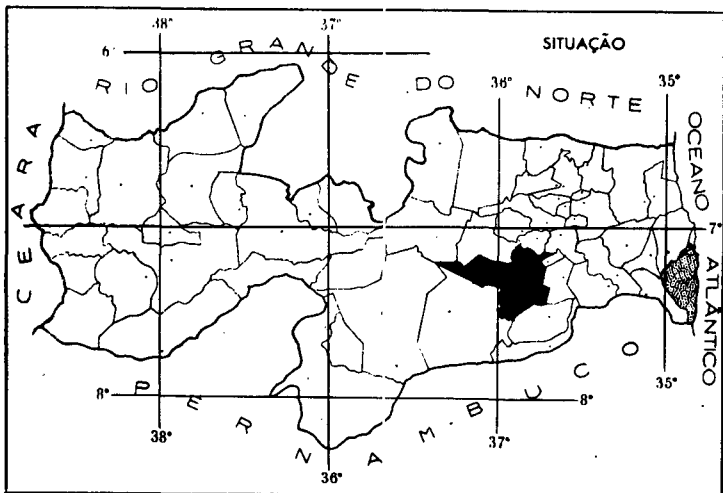 37°
38°
6°
RIO GRANDE DO NORTE
SITUAÇÃO
36°
35°
CEARA
OCEANO ATLÂNTICO
7°
8°
8°
35°
PERNAMBUCO
38°
37°
36°